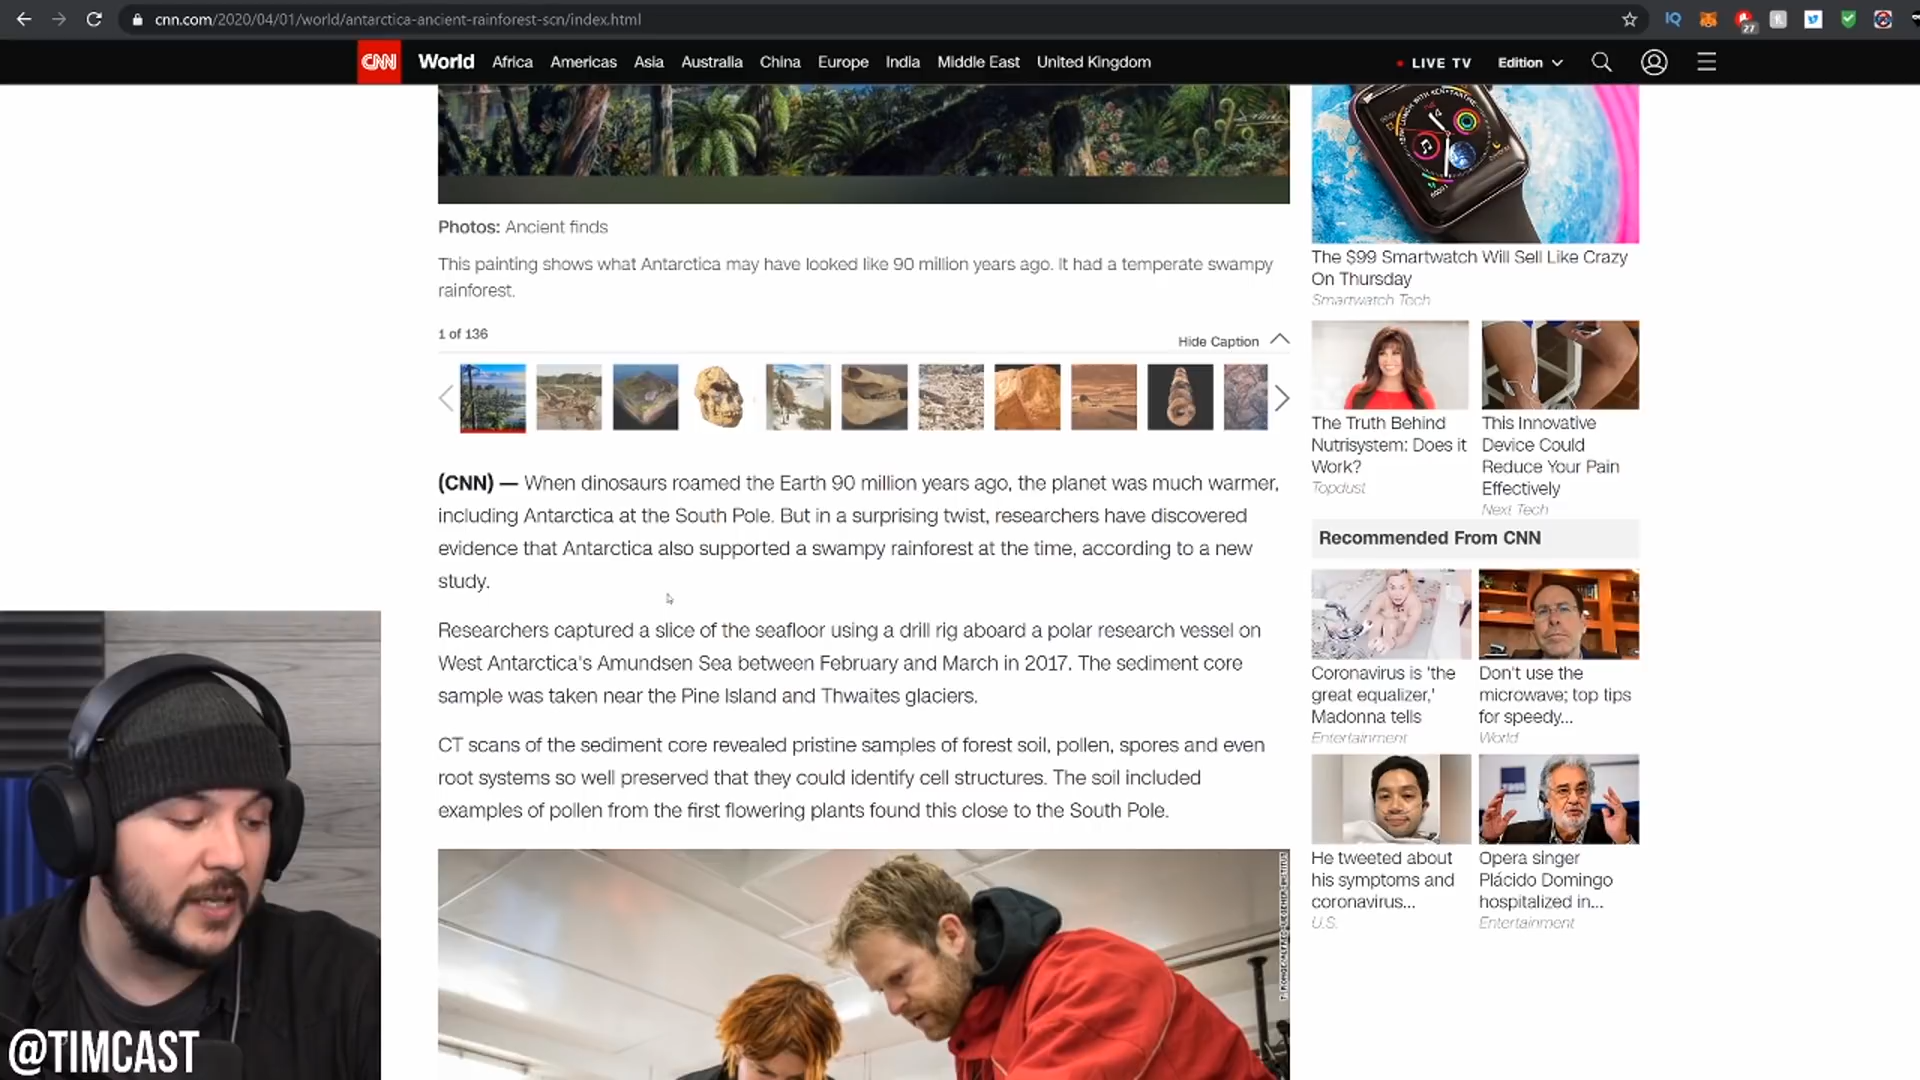 cnn.com/2020/04/01/world/antarctica-ancient-rainforest-scn/index.html
IQ
27
CNN World Africa Americas Asia Australia China Europe India Middle East United Kingdom
LIVE TV Edition
Photos: Ancient finds
This painting shows what Antarctica may have looked like 90 million years ago. It had a temperate swampy
rainforest.
1 of 136
Hide Caption
(CNN) — When dinosaurs roamed the Earth 90 million years ago, the planet was much warmer,
including Antarctica at the South Pole. But in a surprising twist, researchers have discovered
evidence that Antarctica also supported a swampy rainforest at the time, according to a new
study.
Researchers captured a slice of the seafloor using a drill rig aboard a polar research vessel on
West Antarctica's Amundsen Sea between February and March in 2017. The sediment core
sample was taken near the Pine Island and Thwaites glaciers.
CT scans of the sediment core revealed pristine samples of forest soil, pollen, spores and even
root systems so well preserved that they could identify cell structures. The soil included
examples of pollen from the first flowering plants found this close to the South Pole.
The $99 Smartwatch Will Sell Like Crazy
On Thursday
Smartwatch Tech
The Truth Behind
Nutrisystem: Does it
Work?
Topdust
This Innovative
Device Could
Reduce Your Pain
Effectively
Next Tech
Recommended From CNN
Coronavirus is 'the
great equalizer,'
Madonna tells
Entertainment
Don't use the
microwave; top tips
for speedy...
World
He tweeted about
his symptoms and
coronavirus...
U.S.
Opera singer
Plácido Domingo
hospitalized in...
Entertainment
@TIMCAST